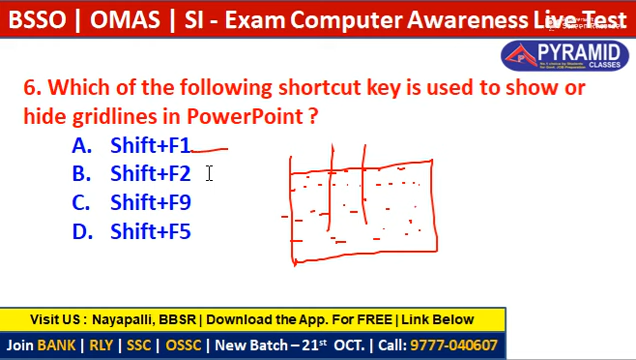 BSSO | OMAS | SI - Exam Computer Awareness Live Test
PYRAMID
CLASSES
6. Which of the following shortcut key is used to show or
hide gridlines in PowerPoint ?
A. Shift+F1
B. Shift+F2
C. Shift+F9
D. Shift+F5
Visit US : Nayapalli, BBSR | Download the App. For FREE | Link Below
Join BANK | RLY | SSC | OSSC | New Batch – 21st OCT. | Call: 9777-040607